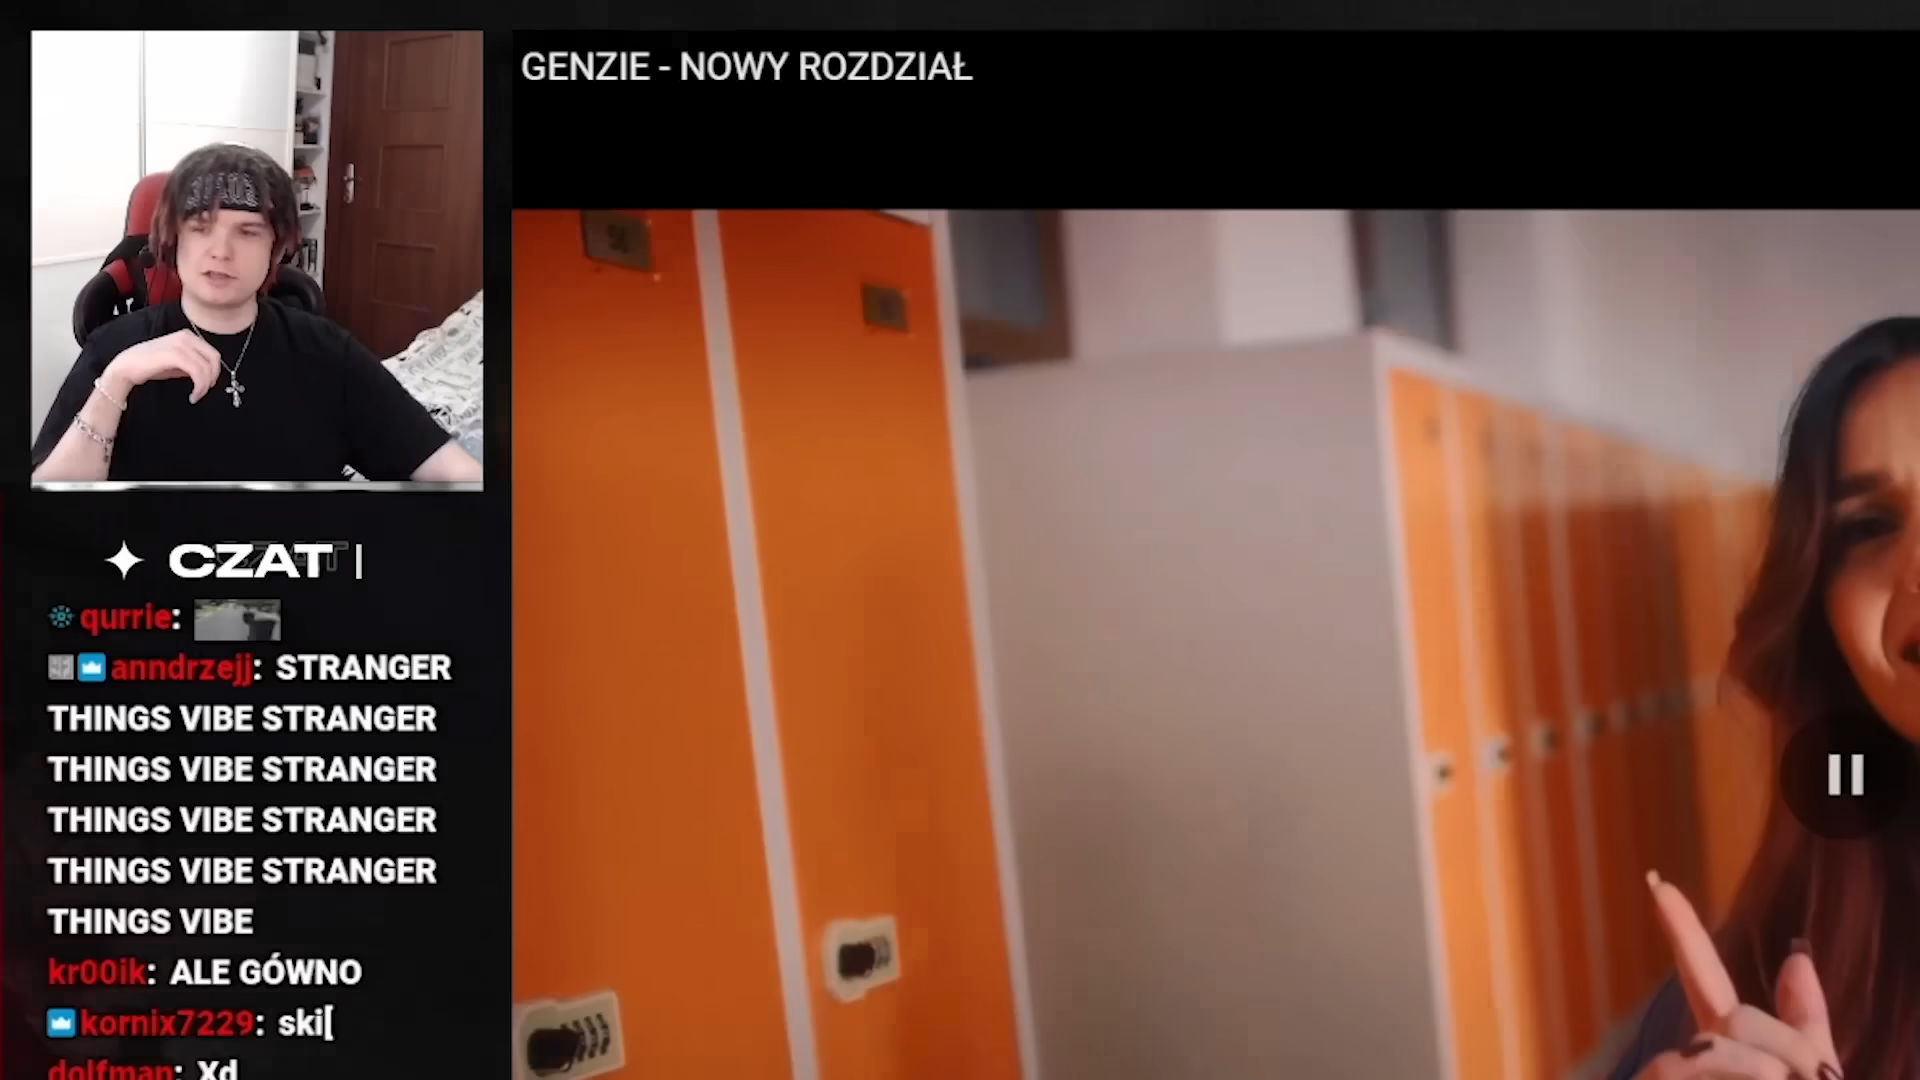 GENZIE - NOWY ROZDZIAŁ
CZAT
qurrie:
anndrzejj: STRANGER
THINGS VIBE STRANGER
THINGS VIBE STRANGER
THINGS VIBE STRANGER
THINGS VIBE STRANGER
THINGS VIBE
kr00ik: ALE GÓWNO
kornix7229: ski[
dolfman: Xd